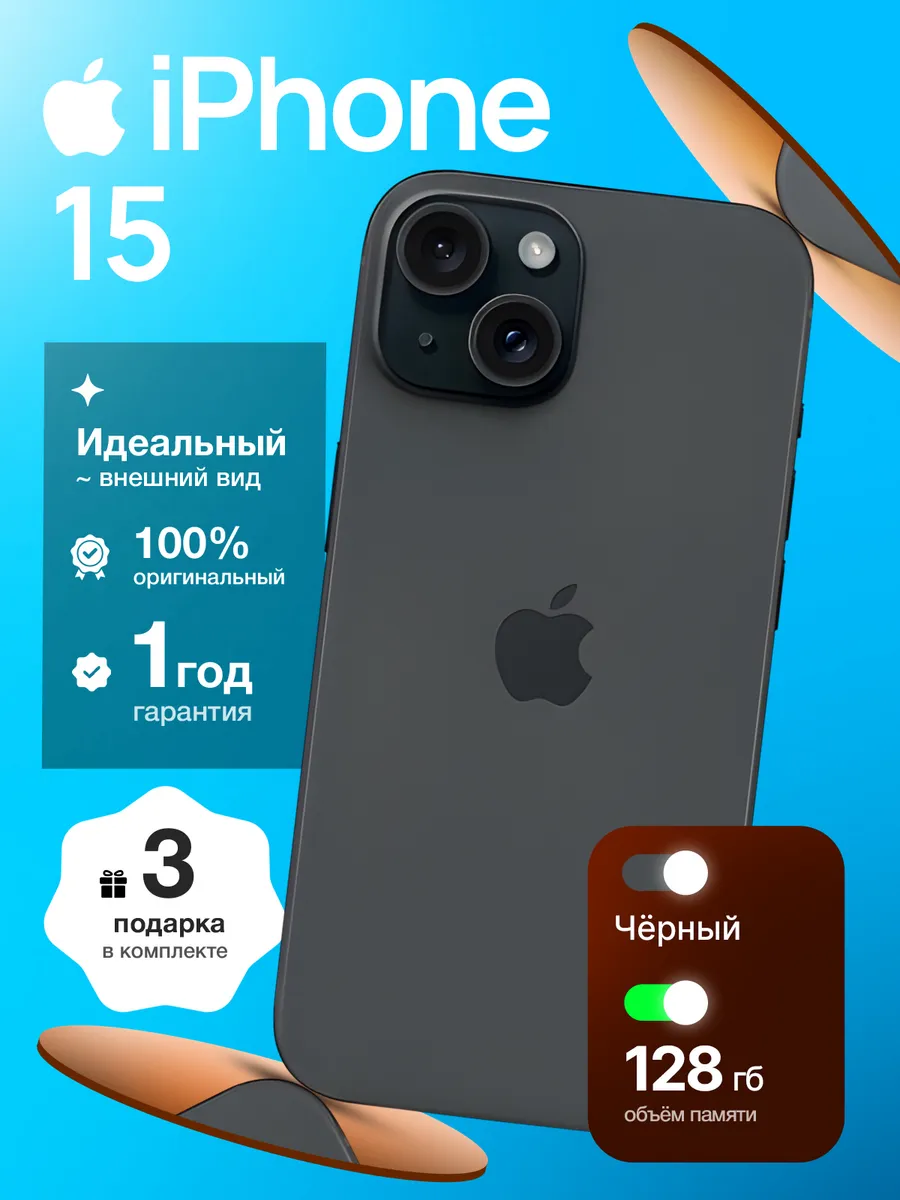 iPhone
15
Идеальный
~ внешний вид
100%
оригинальный
1 год
гарантия
3
подарка
в комплекте
Чёрный
128 гб
объём памяти